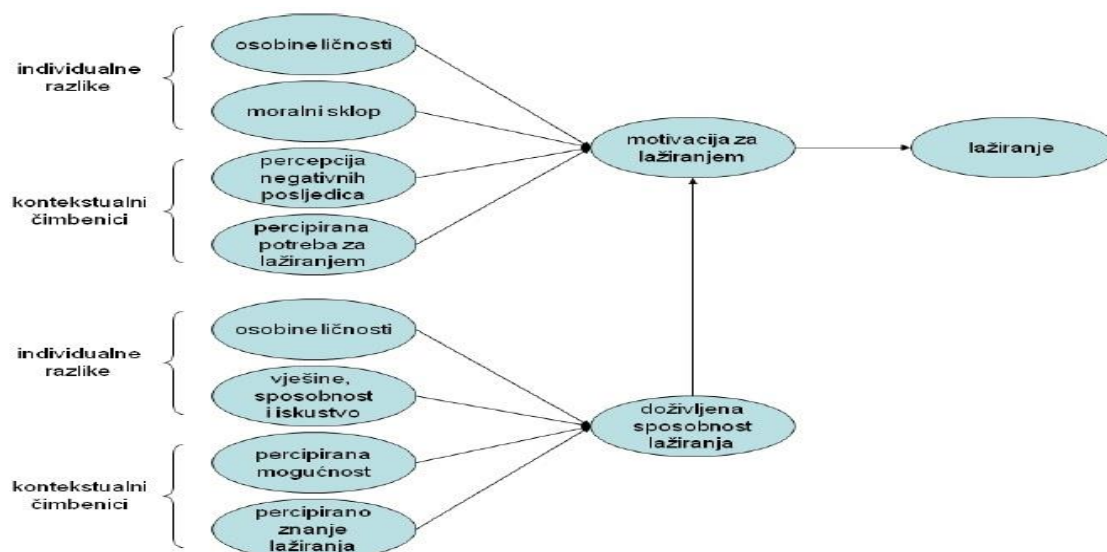 individualne
razlike
osobine ličnosti
moralni sklop
kontekstualni
čimbenici
percepcija
negativnih
posljedica
percipirana
potreba za
lažiranjem
motivacija za
lažiranjem
lažiranje
individualne
razlike
osobine ličnosti
vješine,
sposobnost
i iskustvo
kontekstualni
čimbenici
percipirana
mogućnost
percipirano
znanje
lažiranja
doživljena
sposobnost
lažiranja